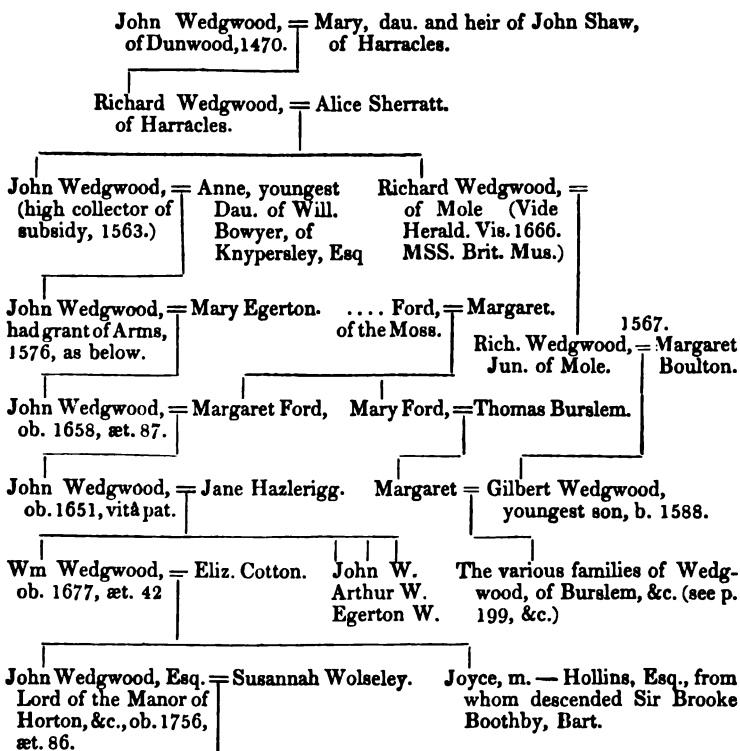 John Wedgwood, = Mary, dau. and heir of John Shaw,
of Dunwood, 1470. of Harracles.
Richard Wedgwood, = Alice Sherratt.
of Harracles.
John Wedgwood, = Anne, youngest
(high collector of Dau. of Will.
subsidy, 1563.) Bowyer, of
Knypersley, Esq
Richard Wedgwood, =
of Mole (Vide
Herald. Vis. 1666.
MSS. Brit. Mus.)
John Wedgwood, = Mary Egerton.
had grant of Arms,
1576, as below.
.... Ford, = Margaret.
of the Moss.
1567.
Rich. Wedgwood, = Margaret
Jun. of Mole. Boulton.
John Wedgwood, = Margaret Ford,
ob. 1658, æt. 87.
Mary Ford, = Thomas Burslem.
John Wedgwood, = Jane Hazlerigg.
ob. 1651, vitâ pat.
Margaret = Gilbert Wedgwood,
youngest son, b. 1588.
Wm Wedgwood, = Eliz. Cotton.
ob. 1677, æt. 42
John W.
Arthur W.
Egerton W.
The various families of Wedg-
wood, of Burslem, &c. (see p.
199, &c.)
John Wedgwood, Esq. = Susannah Wolseley.
Lord of the Manor of
Horton, &c., ob. 1756,
æt. 86.
Joyce, m. — Hollins, Esq., from
whom descended Sir Brooke
Boothby, Bart.